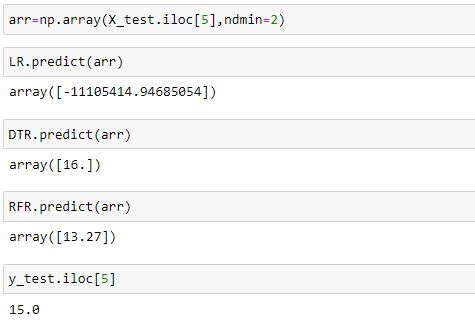 arr=np.array(X_test.iloc[5],ndmin=2)
LR.predict(arr)
array([-11105414.94685054])
DTR.predict(arr)
array([16.])
RFR.predict(arr)
array([13.27])
y_test.iloc[5]
15.0